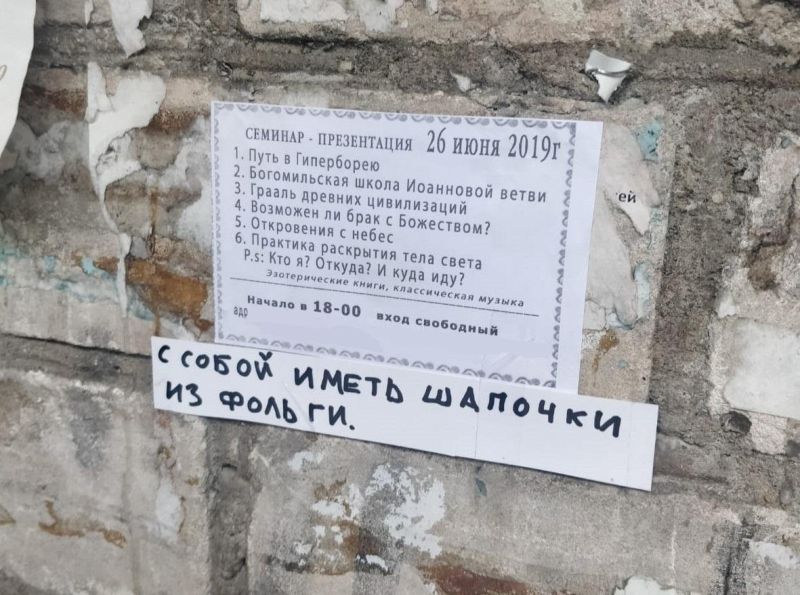 СЕМИНАР - ПРЕЗЕНТАЦИЯ 26 ИЮНЯ 2019г
1. Путь в Гиперборею
2. Богомильская школа Иоанновой ветви
3. Грааль древних цивилизаций
4. Возможен ли брак с Божеством?
5. Откровения с небес
6. Практика раскрытия тела света
P.s: Кто я? Откуда? И куда иду?
Эзотерические книги, классическая музыка
Начало в 18-00 вход свободный
адр
ей
С СОБОЙ ИМЕТЬ ШАПОЧКИ
ИЗ ФОЛЬГИ.